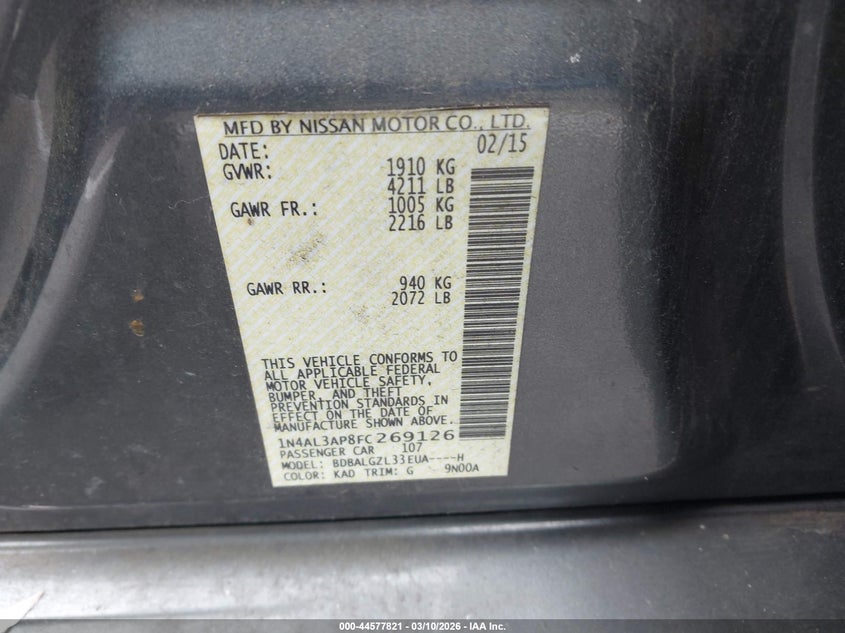 MFD BY NISSAN MOTOR CO., LTD.
DATE: 02/15
GVWR: 1910 KG
4211 LB
GAWR FR.: 1005 KG
2216 LB
GAWR RR.: 940 KG
2072 LB
THIS VEHICLE CONFORMS TO
ALL APPLICABLE FEDERAL
MOTOR VEHICLE SAFETY,
BUMPER, AND THEFT
PREVENTION STANDARDS IN
EFFECT ON THE DATE OF
MANUFACTURE SHOWN ABOVE.
1N4AL3AP8FC269126
PASSENGER CAR 107
MODEL: BDBALGZL33EUA----H
COLOR: KAD TRIM: G 9N00A
000-44577821 - 03/10/2026 - IAA Inc.